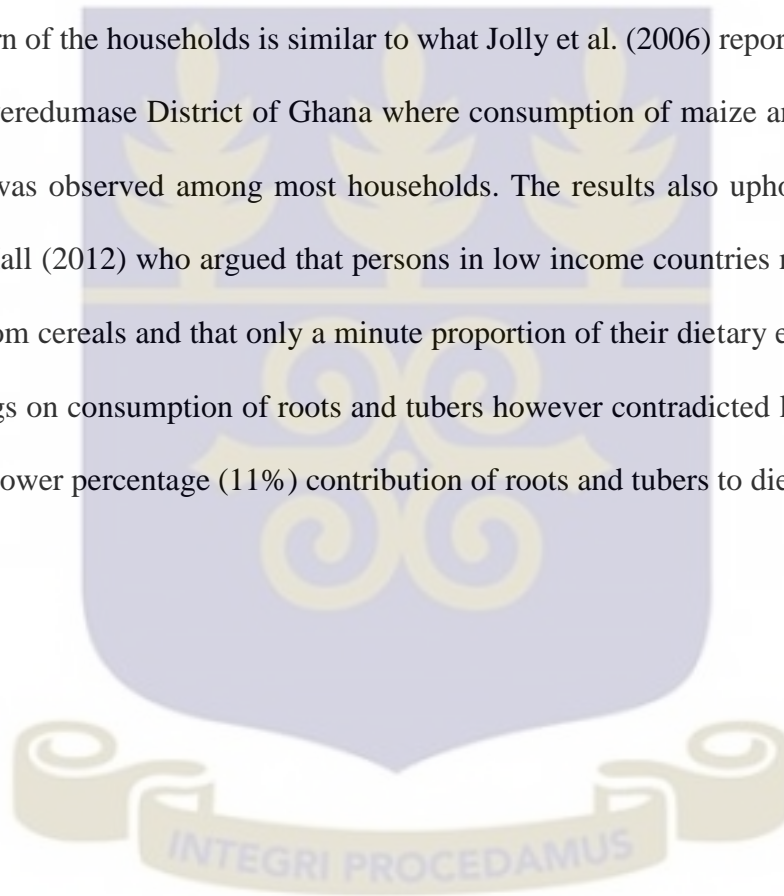 rn of the households is similar to what Jolly et al. (2006) repor
eredumase District of Ghana where consumption of maize a
was observed among most households. The results also upho
all (2012) who argued that persons in low income countries
om cereals and that only a minute proportion of their dietary e
gs on consumption of roots and tubers however contradicted
ower percentage (11%) contribution of roots and tubers to die
INTEGRI PROCEDAMUS